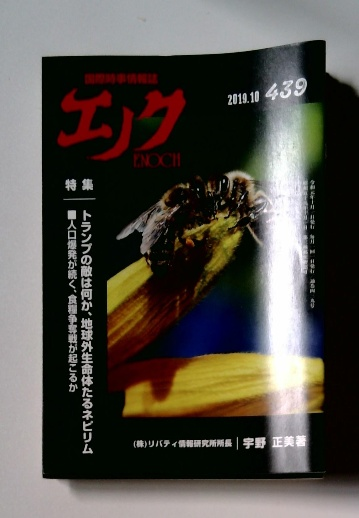 国際時事情報誌
エノク
ENOCH
2019.10 439
特集
トランプの敵は何か、地球外生命体たるネピリム
■人口爆発が続く、食糧争奪戦が起こるか
(株)リバティ情報研究所所長 宇野 正美著